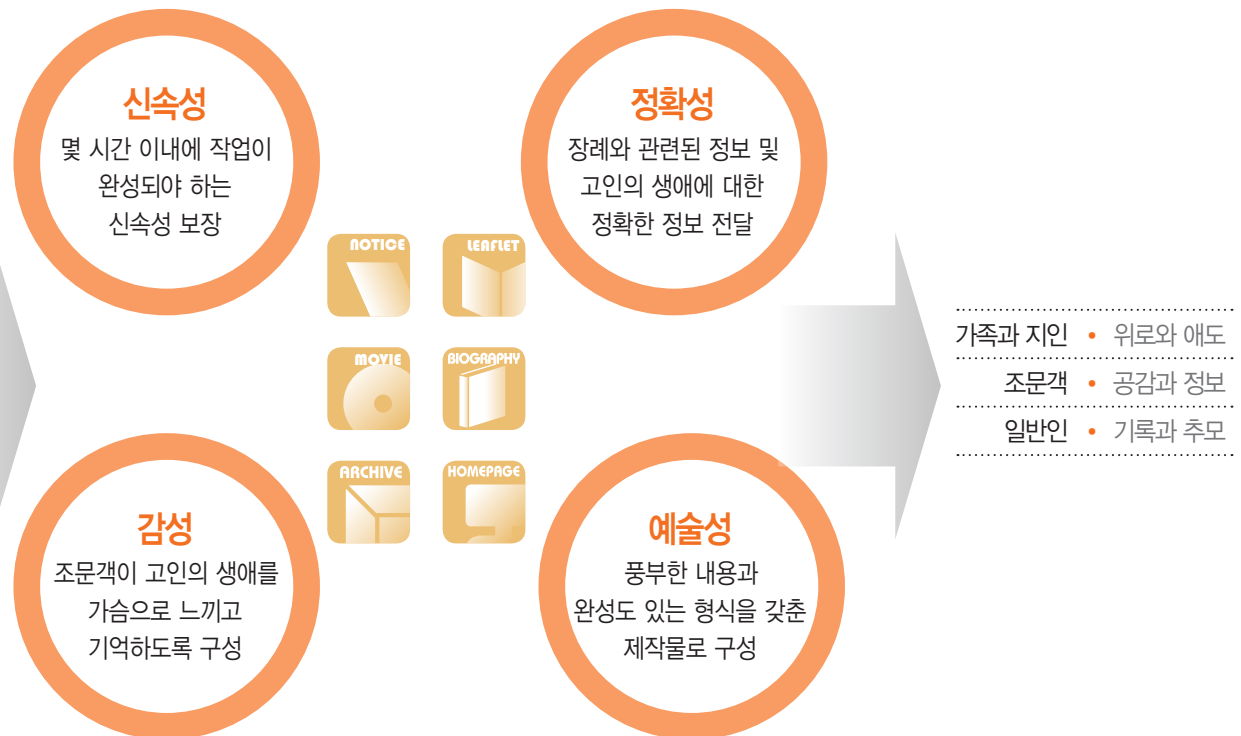 신속성
몇 시간 이내에 작업이
완성되야 하는
신속성 보장
정확성
장례와 관련된 정보 및
고인의 생애에 대한
정확한 정보 전달
NOTICE
LEAFLET
MOVIE
BIOGRAPHY
ARCHIVE
HOMEPAGE
감성
조문객이 고인의 생애를
가슴으로 느끼고
기억하도록 구성
예술성
풍부한 내용과
완성도 있는 형식을 갖춘
제작물로 구성
가족과 지인 • 위로와 애도
조문객 • 공감과 정보
일반인 • 기록과 추모